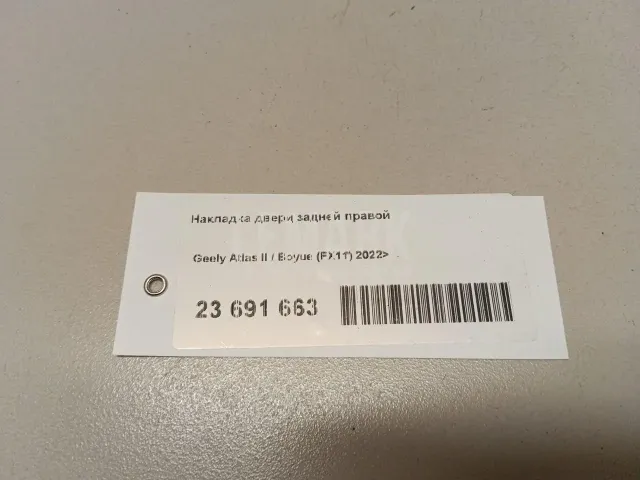 Накладка двери задней правой
Geely Atlas II / Boyue (FX11) 2022>
23 691 663